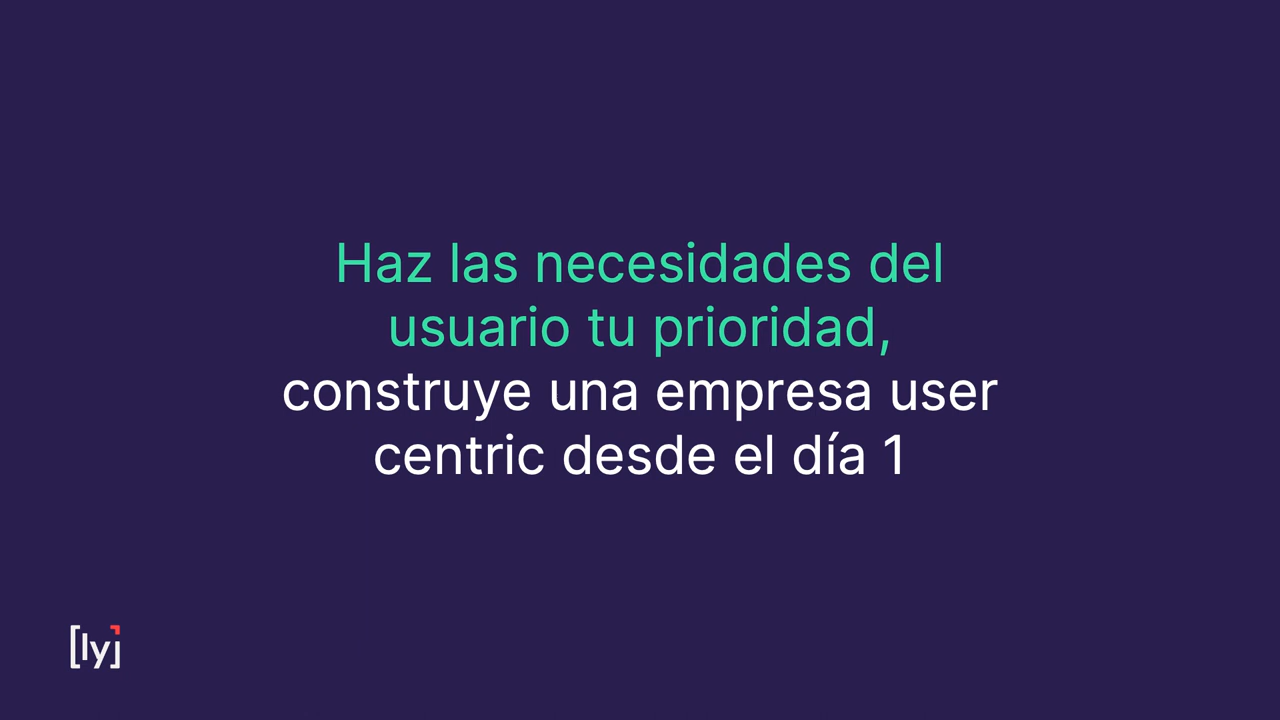 Haz las necesidades del
usuario tu prioridad,
construye una empresa user
centric desde el día 1
[ly]